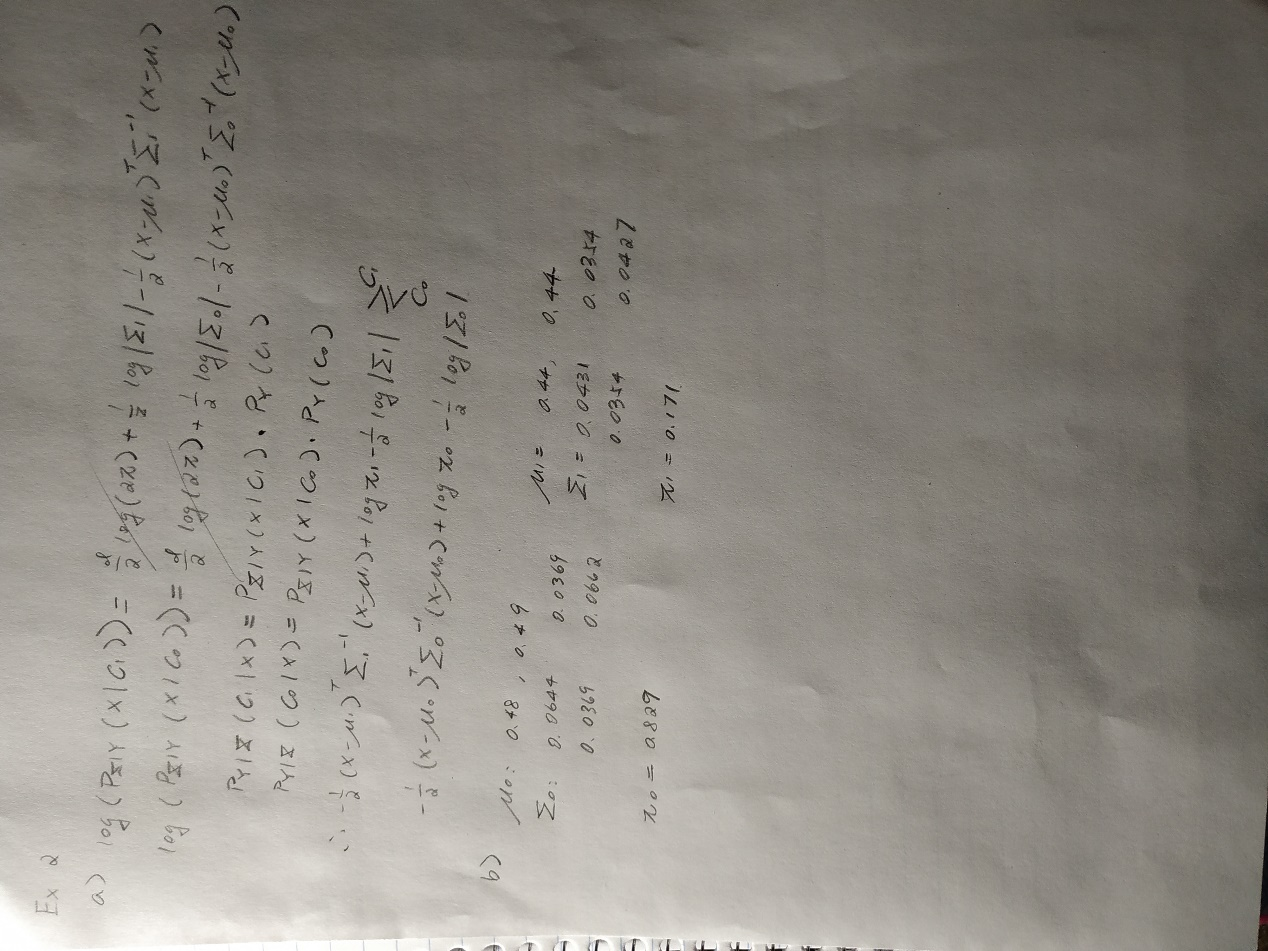 Ex 2
a) log(P_X|Y(x|C₁)) = d/2 log(2π) + 1/2 log|Σ₁| - 1/2 (x-μ₁)ᵀ Σ₁⁻¹ (x-μ₁)
log(P_X|Y(x|C₀)) = d/2 log(2π) + 1/2 log|Σ₀| - 1/2 (x-μ₀)ᵀ Σ₀⁻¹ (x-μ₀)
P_Y|X(C₁|x) = P_X|Y(x|C₁) · P_Y(C₁)
P_Y|X(C₀|x) = P_X|Y(x|C₀) · P_Y(C₀)
∴ -1/2 (x-μ₁)ᵀ Σ₁⁻¹ (x-μ₁) + log π₁ - 1/2 log|Σ₁| ≷ C₁ C₀
-1/2 (x-μ₀)ᵀ Σ₀⁻¹ (x-μ₀) + log π₀ - 1/2 log|Σ₀|
b) μ₀: 0.48, 0.49 μ₁ = 0.44, 0.44
Σ₀: 0.0644 0.0369 Σ₁ = 0.0431 0.0354
0.0369 0.0662 0.0354 0.0427
π₀ = 0.829 π₁ = 0.171